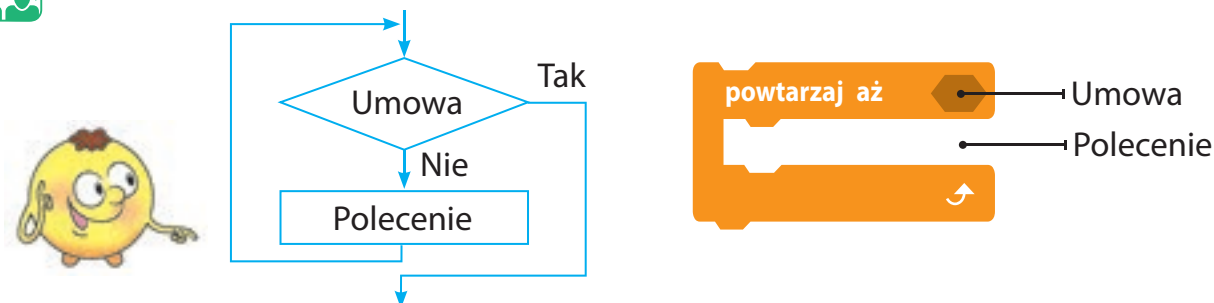 Umowa
Tak
Nie
Polecenie
powtarzaj aż
Umowa
Polecenie